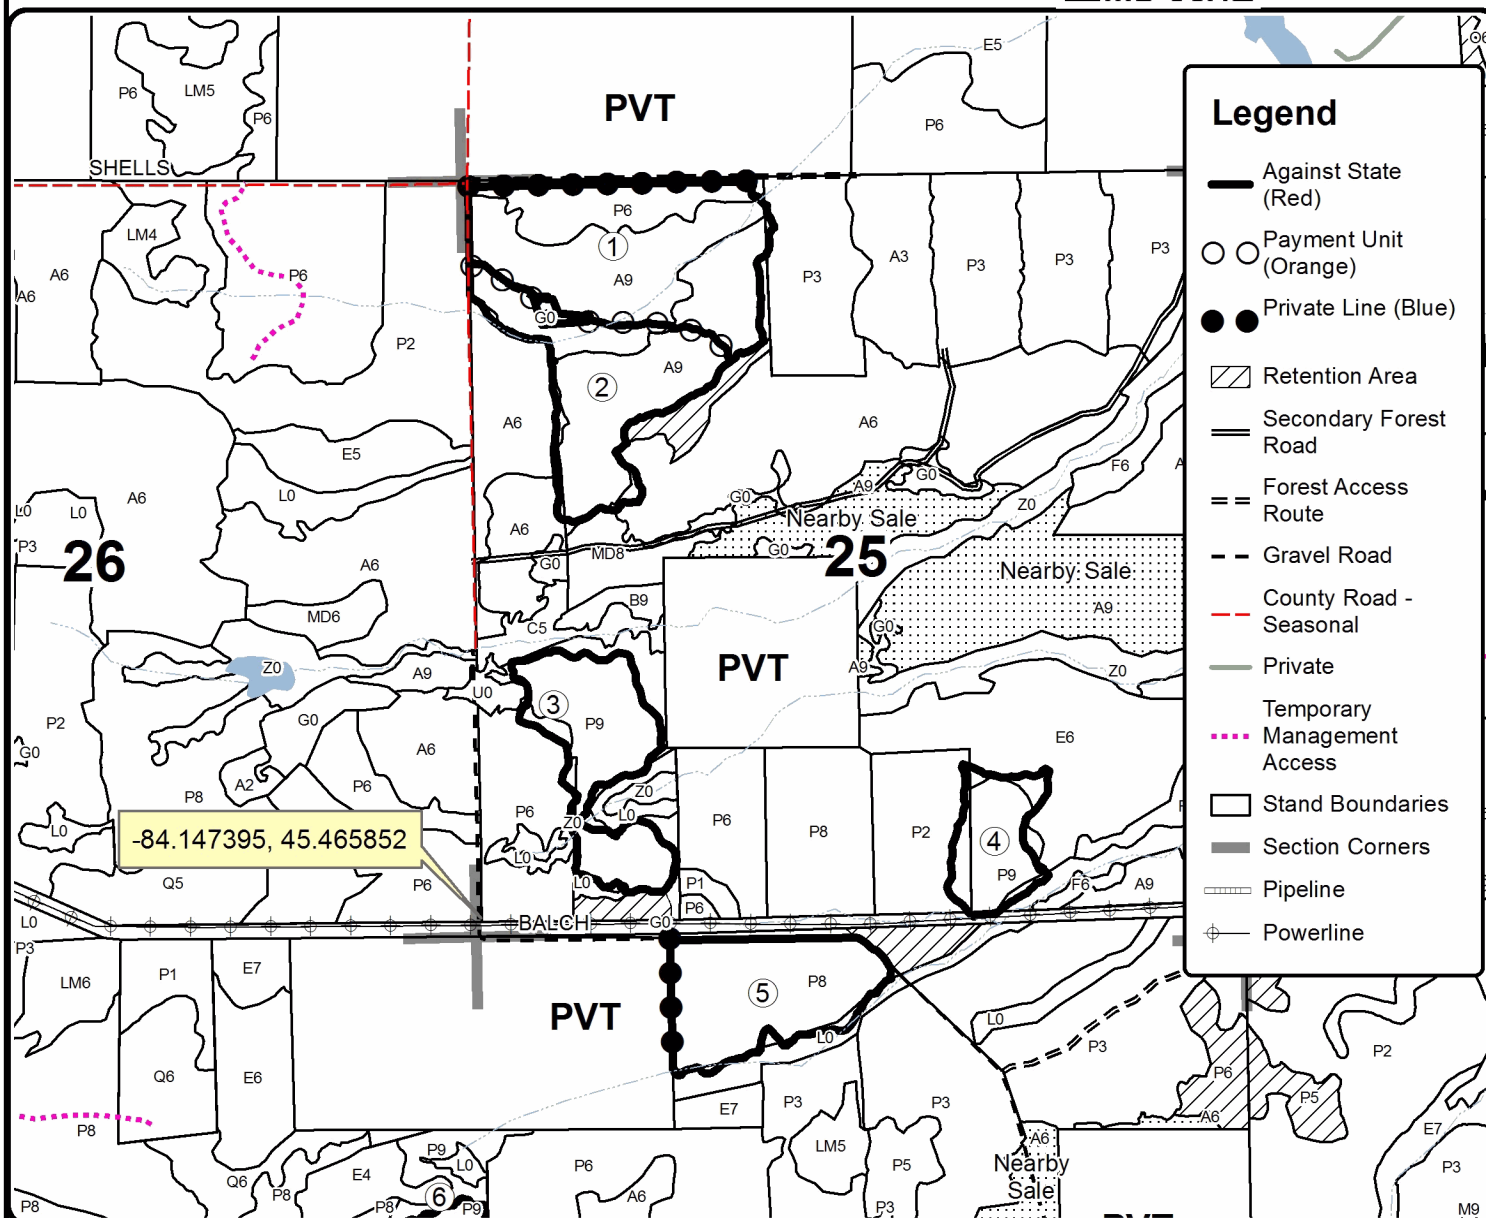 E5
P6
LM5
P6
PVT
P6
SHELLS
P6
LM4
1
A6
P6
A9
P3
A3
P3
P3
P3
A6
G0
P2
A9
2
A6
A6
E5
F6
L0
A6
G0
A9
G0
Z0
L0
L0
P3
A6
Nearby Sale
MD8
G0
25
26
A6
G0
Nearby Sale
MD6
B9
A9
C5
G0
Z0
A9
U0
PVT
A9
Z0
3
P2
G0
P9
G0
A6
E6
A2
P6
P8
Z0
P6
L0
Z0
P6
P8
P2
4
L0
-84.147395, 45.465852
L0
P9
Q5
P6
L0
P1
F6
A9
P6
L0
BALCH
G0
P3
LM6
P1
E7
P8
5
PVT
L0
L0
P3
P2
Q6
E6
P6
P5
E7
P3
P3
A6
P8
E7
A6
P9
L0
P6
LM5
P5
Nearby
Sale
P3
Q6
P8
E4
A6
P8
6
P9
P8
P3
M9
Legend
Against State
(Red)
Payment Unit
(Orange)
Private Line (Blue)
Retention Area
Secondary Forest
Road
Forest Access
Route
Gravel Road
County Road -
Seasonal
Private
Temporary
Management
Access
Stand Boundaries
Section Corners
Pipeline
Powerline